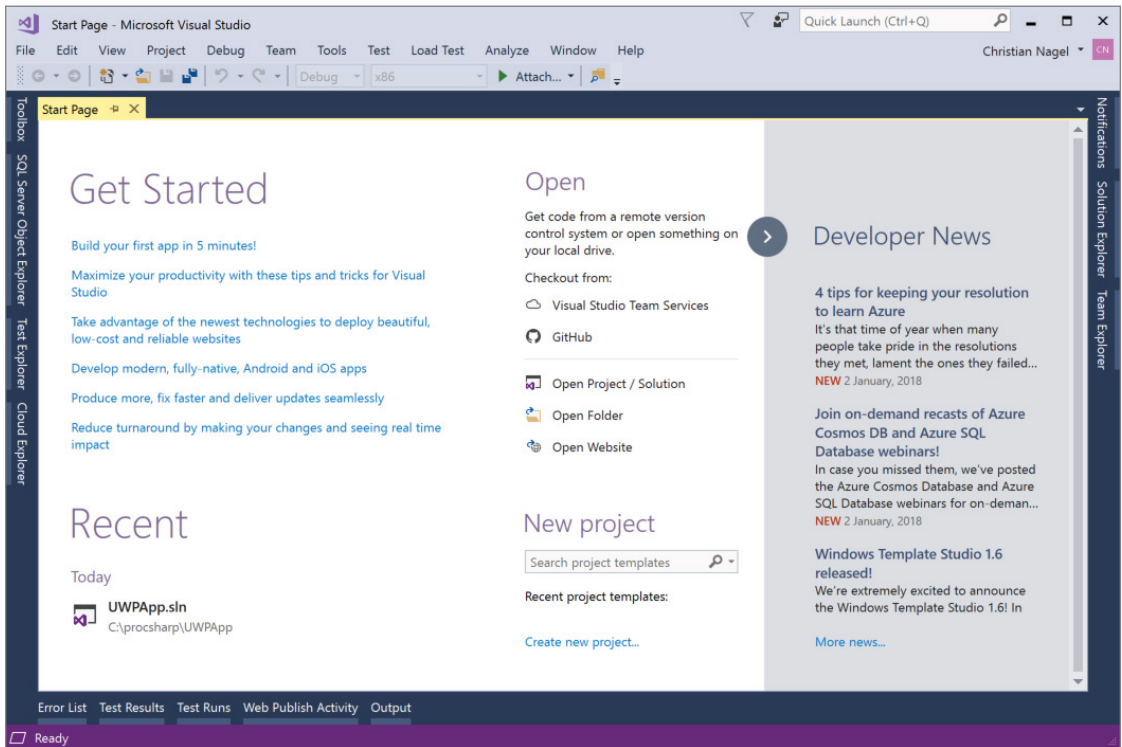 Start Page - Microsoft Visual Studio
Quick Launch (Ctrl+Q)
File Edit View Project Debug Team Tools Test Load Test Analyze Window Help
Christian Nagel
CN
Debug
x86
Attach...
Toolbox
SQL Server Object Explorer
Test Explorer
Cloud Explorer
Start Page
Get Started
Build your first app in 5 minutes!
Maximize your productivity with these tips and tricks for Visual
Studio
Take advantage of the newest technologies to deploy beautiful,
low-cost and reliable websites
Develop modern, fully-native, Android and iOS apps
Produce more, fix faster and deliver updates seamlessly
Reduce turnaround by making your changes and seeing real time
impact
Recent
Today
UWPApp.sln
C:\procsharp\UWPApp
Open
Get code from a remote version
control system or open something on
your local drive.
Checkout from:
Visual Studio Team Services
GitHub
Open Project / Solution
Open Folder
Open Website
New project
Search project templates
Recent project templates:
Create new project...
Developer News
4 tips for keeping your resolution
to learn Azure
It's that time of year when many
people take pride in the resolutions
they met, lament the ones they failed...
NEW 2 January, 2018
Join on-demand recasts of Azure
Cosmos DB and Azure SQL
Database webinars!
In case you missed them, we've posted
the Azure Cosmos Database and Azure
SQL Database webinars for on-deman...
NEW 2 January, 2018
Windows Template Studio 1.6
released!
We're extremely excited to announce
the Windows Template Studio 1.6! In
More news...
Notifications
Solution Explorer
Team Explorer
Error List Test Results Test Runs Web Publish Activity Output
Ready